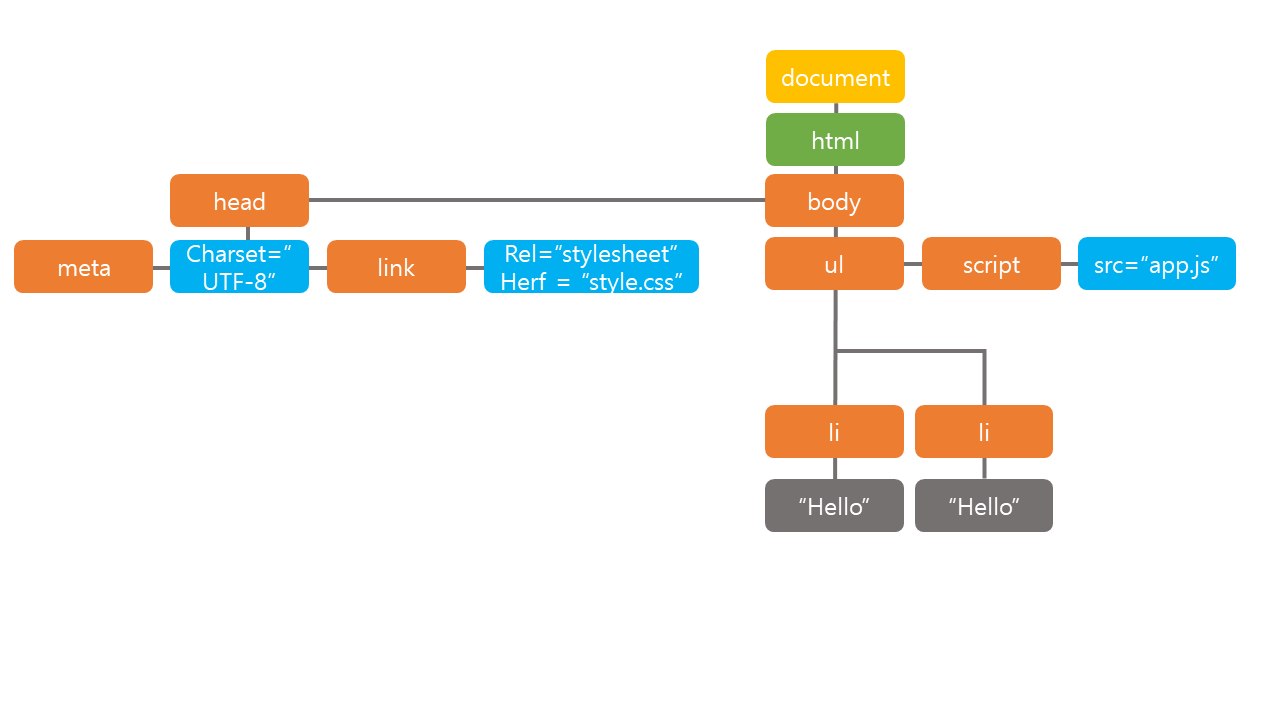 document
html
head
body
meta
Charset=“
UTF-8”
link
Rel=“stylesheet“
Herf = “style.css”
ul
script
src=“app.js”
li
li
“Hello”
“Hello”